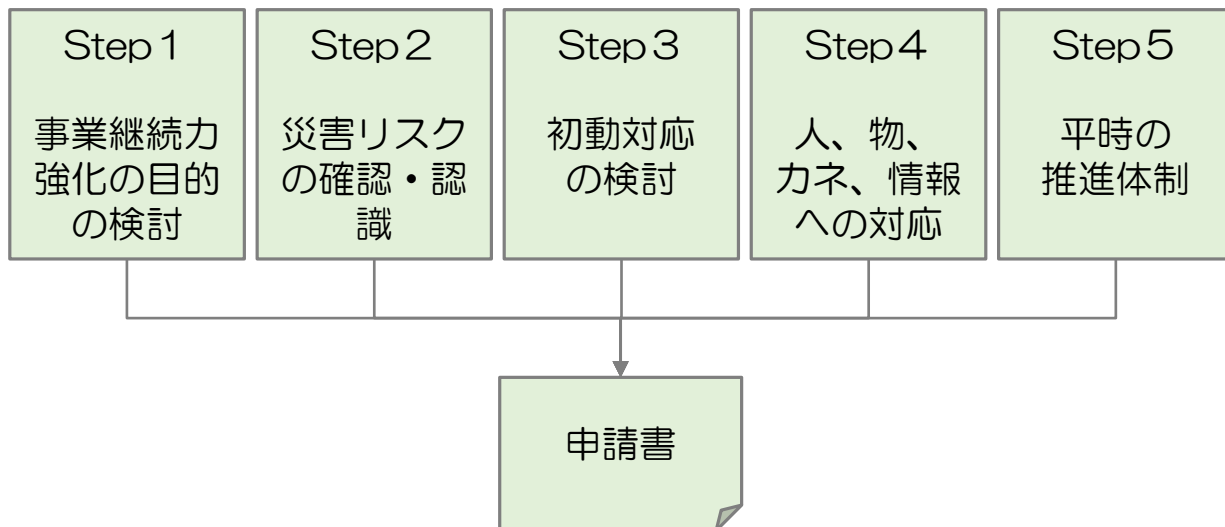 Step1
事業継続力
強化の目的
の検討
Step2
災害リスク
の確認・認
識
Step3
初動対応
の検討
Step4
人、物、
カネ、情報
への対応
Step5
平時の
推進体制
申請書